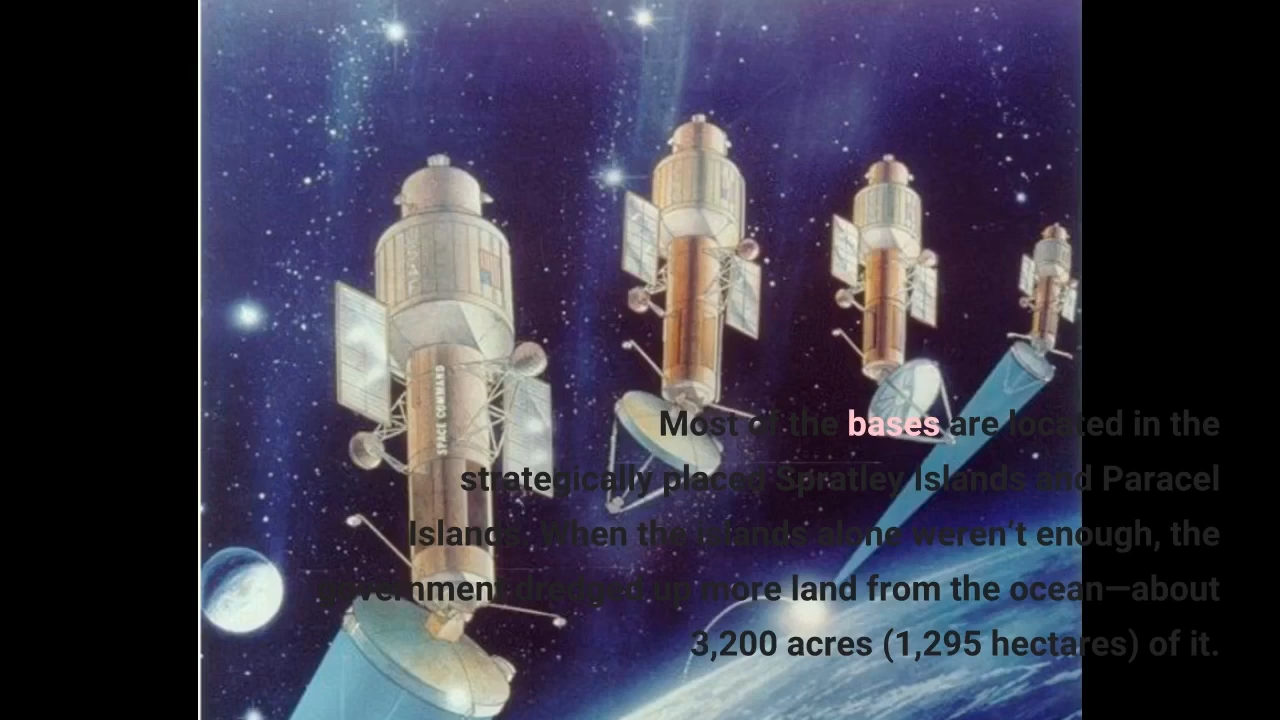 SPACE COMMAND
Most of the bases are located in the
strategically placed Spratley Islands and Paracel
Islands. When the islands alone weren't enough, the
government dredged up more land from the ocean—about
3,200 acres (1,295 hectares) of it.